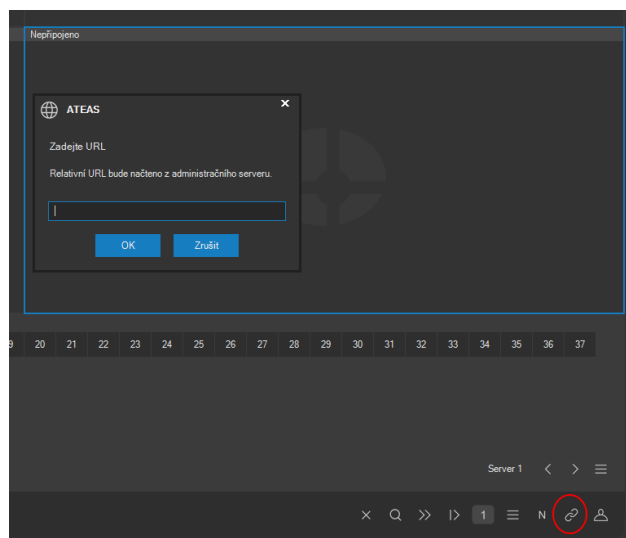 Nepřipojeno
ATEAS
Zadejte URL
Relativní URL bude načteno z administračního serveru.
OK Zrušit
9 20 21 22 23 24 25 26 27 28 29 30 31 32 33 34 35 36 37
Server 1
1 N